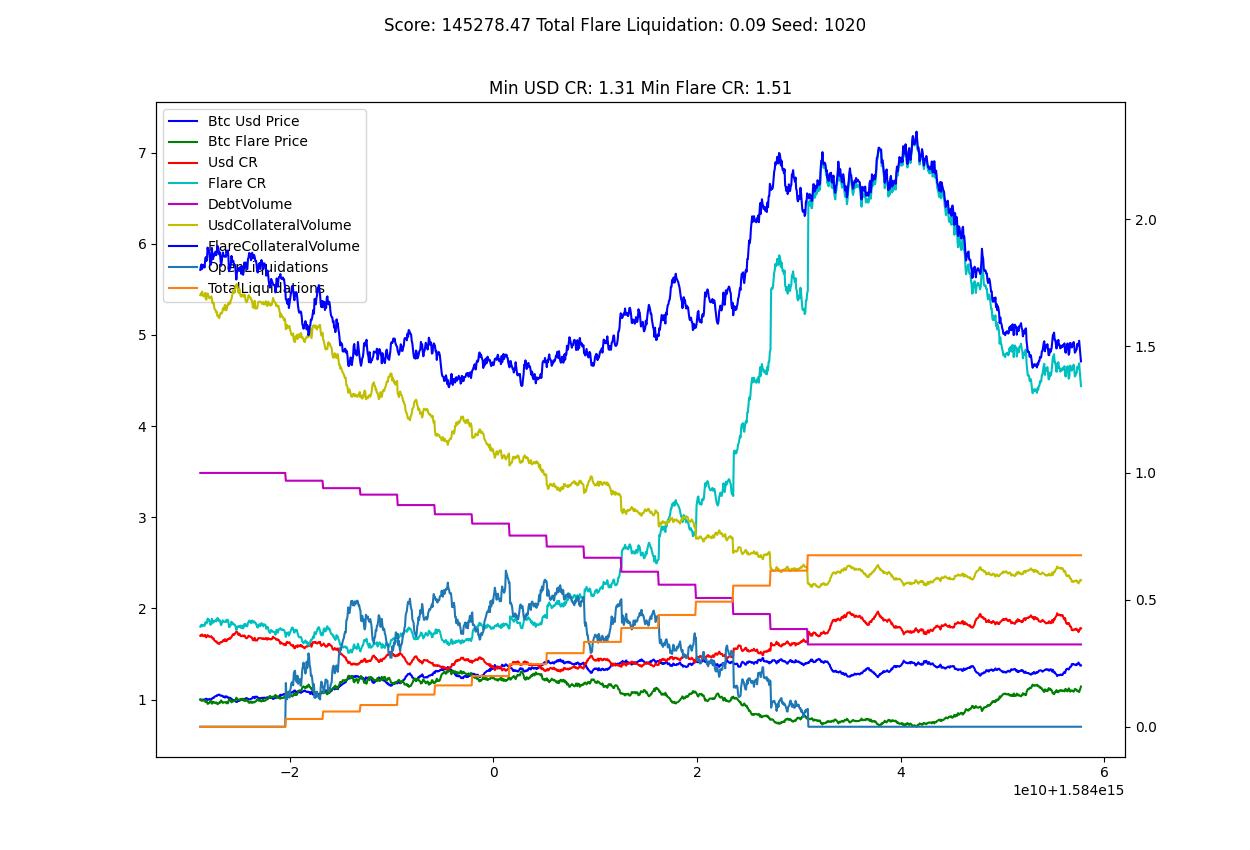 Score: 145278.47 Total Flare Liquidation: 0.09 Seed: 1020
Min USD CR: 1.31 Min Flare CR: 1.51
Btc Usd Price
Btc Flare Price
Usd CR
Flare CR
DebtVolume
UsdCollateralVolume
FlareCollateralVolume
OpenLiquidations
TotalLiquidations
7
6
5
4
3
2
1
2.0
1.5
1.0
0.5
0.0
−2
0
2
4
6
1e10+1.584e15